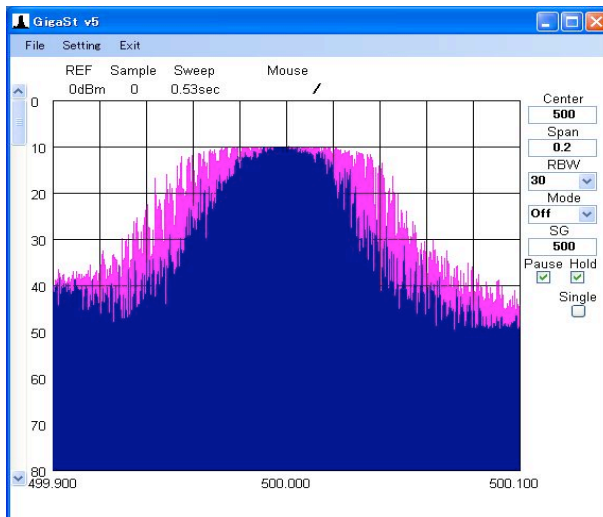 GigaSt v5
File Setting Exit
REF Sample Sweep Mouse
0dBm 0 0.53sec /
0
10
20
30
40
50
60
70
80
499.900 500.000 500.100
Center
500
Span
0.2
RBW
30
Mode
Off
SG
500
Pause Hold
Single